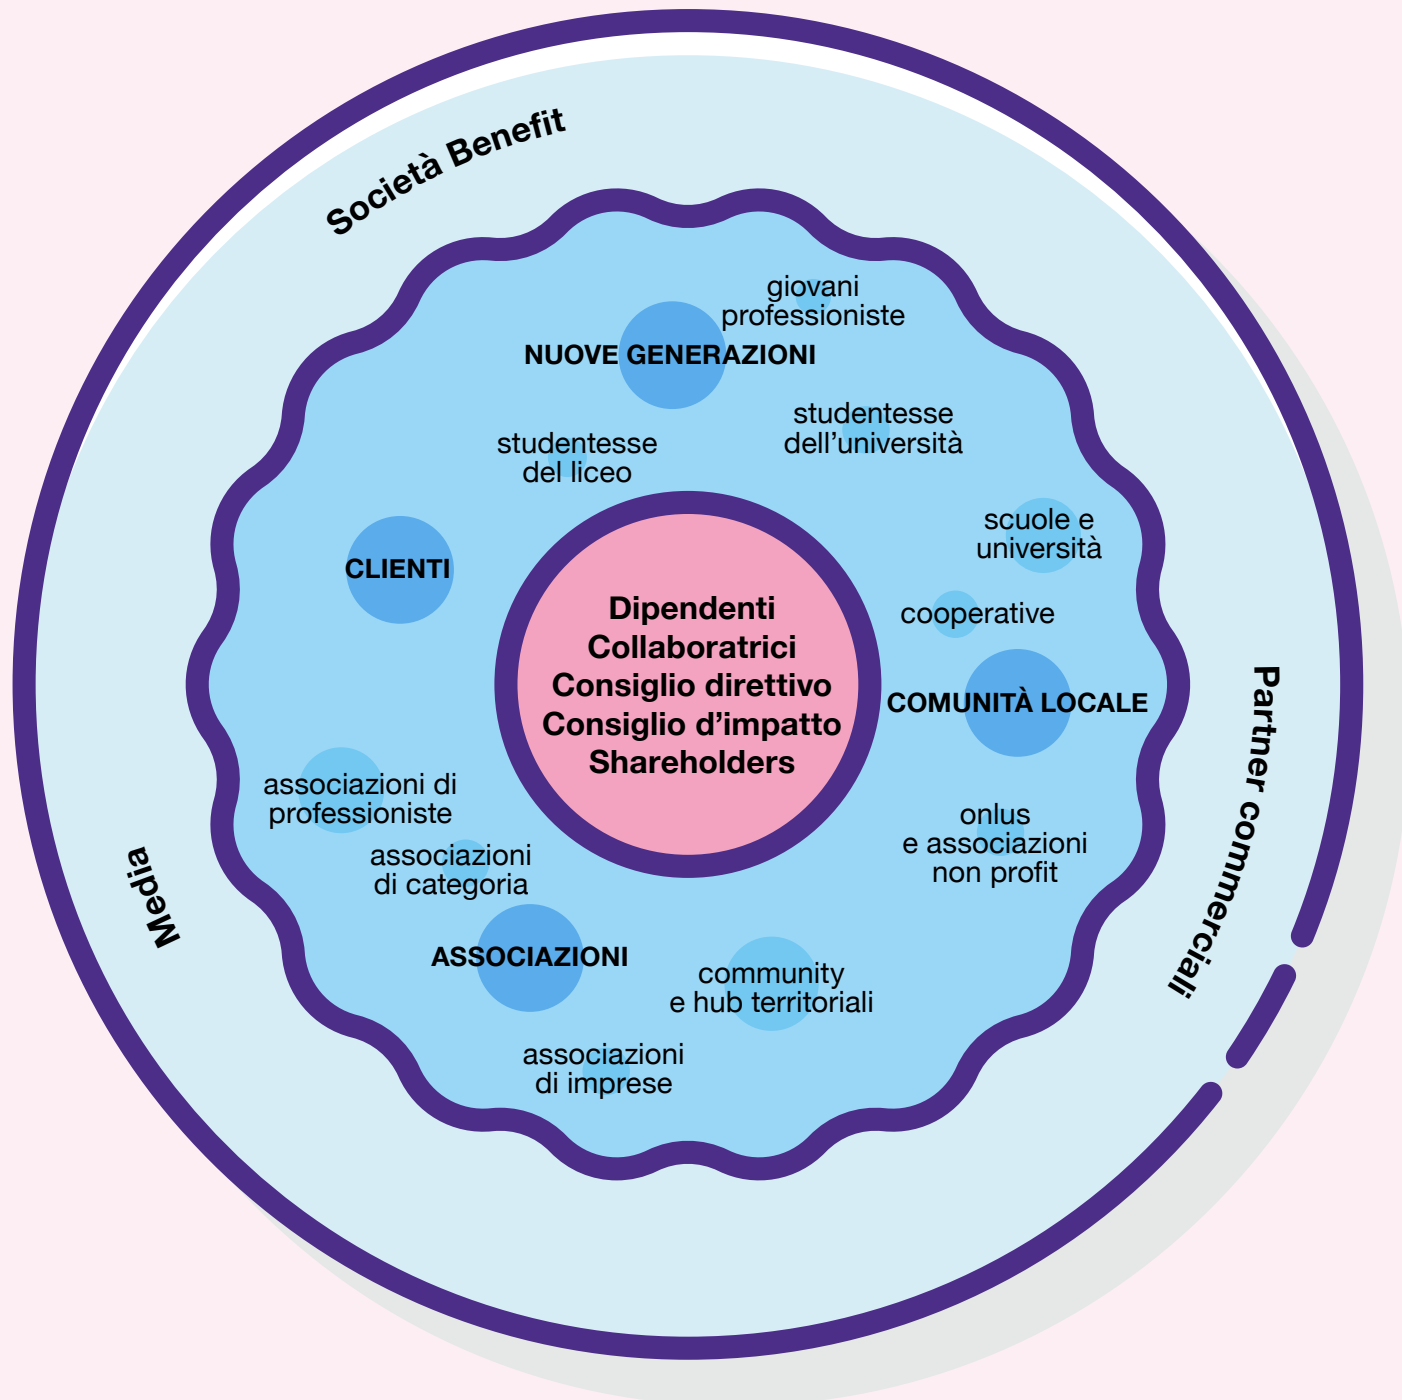 Società Benefit
giovani
professioniste
NUOVE GENERAZIONI
studentesse
dell’università
studentesse
del liceo
scuole e
università
CLIENTI
cooperative
Dipendenti
Collaboratrici
Consiglio direttivo
Consiglio d’impatto
Shareholders
COMUNITÀ LOCALE
Partner commerciali
associazioni di
professioniste
onlus
e associazioni
non profit
associazioni
di categoria
Media
ASSOCIAZIONI
community
e hub territoriali
associazioni
di imprese